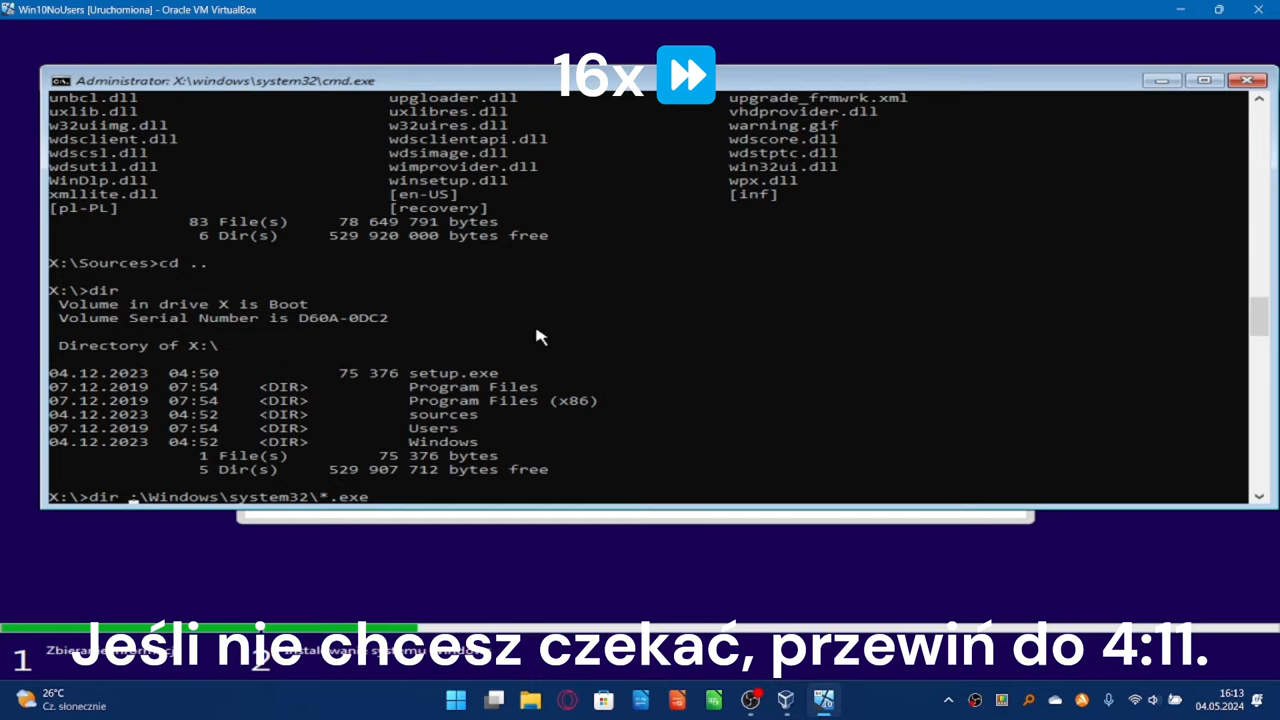 Win10NoUsers [Uruchomiona] - Oracle VM VirtualBox
16x
Administrator: X:\windows\system32\cmd.exe
unbcl.dll upgloader.dll upgrade_frmwrk.xml
uxlib.dll uxlibres.dll vhdprovider.dll
w32uiimg.dll w32uires.dll warning.gif
wdsclient.dll wdsclientapi.dll wdscore.dll
wdscsl.dll wdsimage.dll wdstptc.dll
wdsutil.dll wimprovider.dll win32ui.dll
WinDlp.dll winsetup.dll wpx.dll
xmllite.dll [en-US] [inf]
[pl-PL] [recovery]
83 File(s) 78 649 791 bytes
6 Dir(s) 529 920 000 bytes free
X:\Sources>cd ..
X:\>dir
Volume in drive X is Boot
Volume Serial Number is D60A-0DC2
Directory of X:\
04.12.2023 04:50 75 376 setup.exe
07.12.2019 07:54 <DIR> Program Files
07.12.2019 07:54 <DIR> Program Files (x86)
04.12.2023 04:52 <DIR> sources
07.12.2019 07:54 <DIR> Users
04.12.2023 04:52 <DIR> Windows
1 File(s) 75 376 bytes
5 Dir(s) 529 907 712 bytes free
X:\>dir :\Windows\system32\*.exe
Jeśli nie chcesz czekać, przewiń do 4:11.
1 Zbieranie informacji 2 Instalowanie systemu Windows
26°C
Cz. słonecznie
16:13
04.05.2024